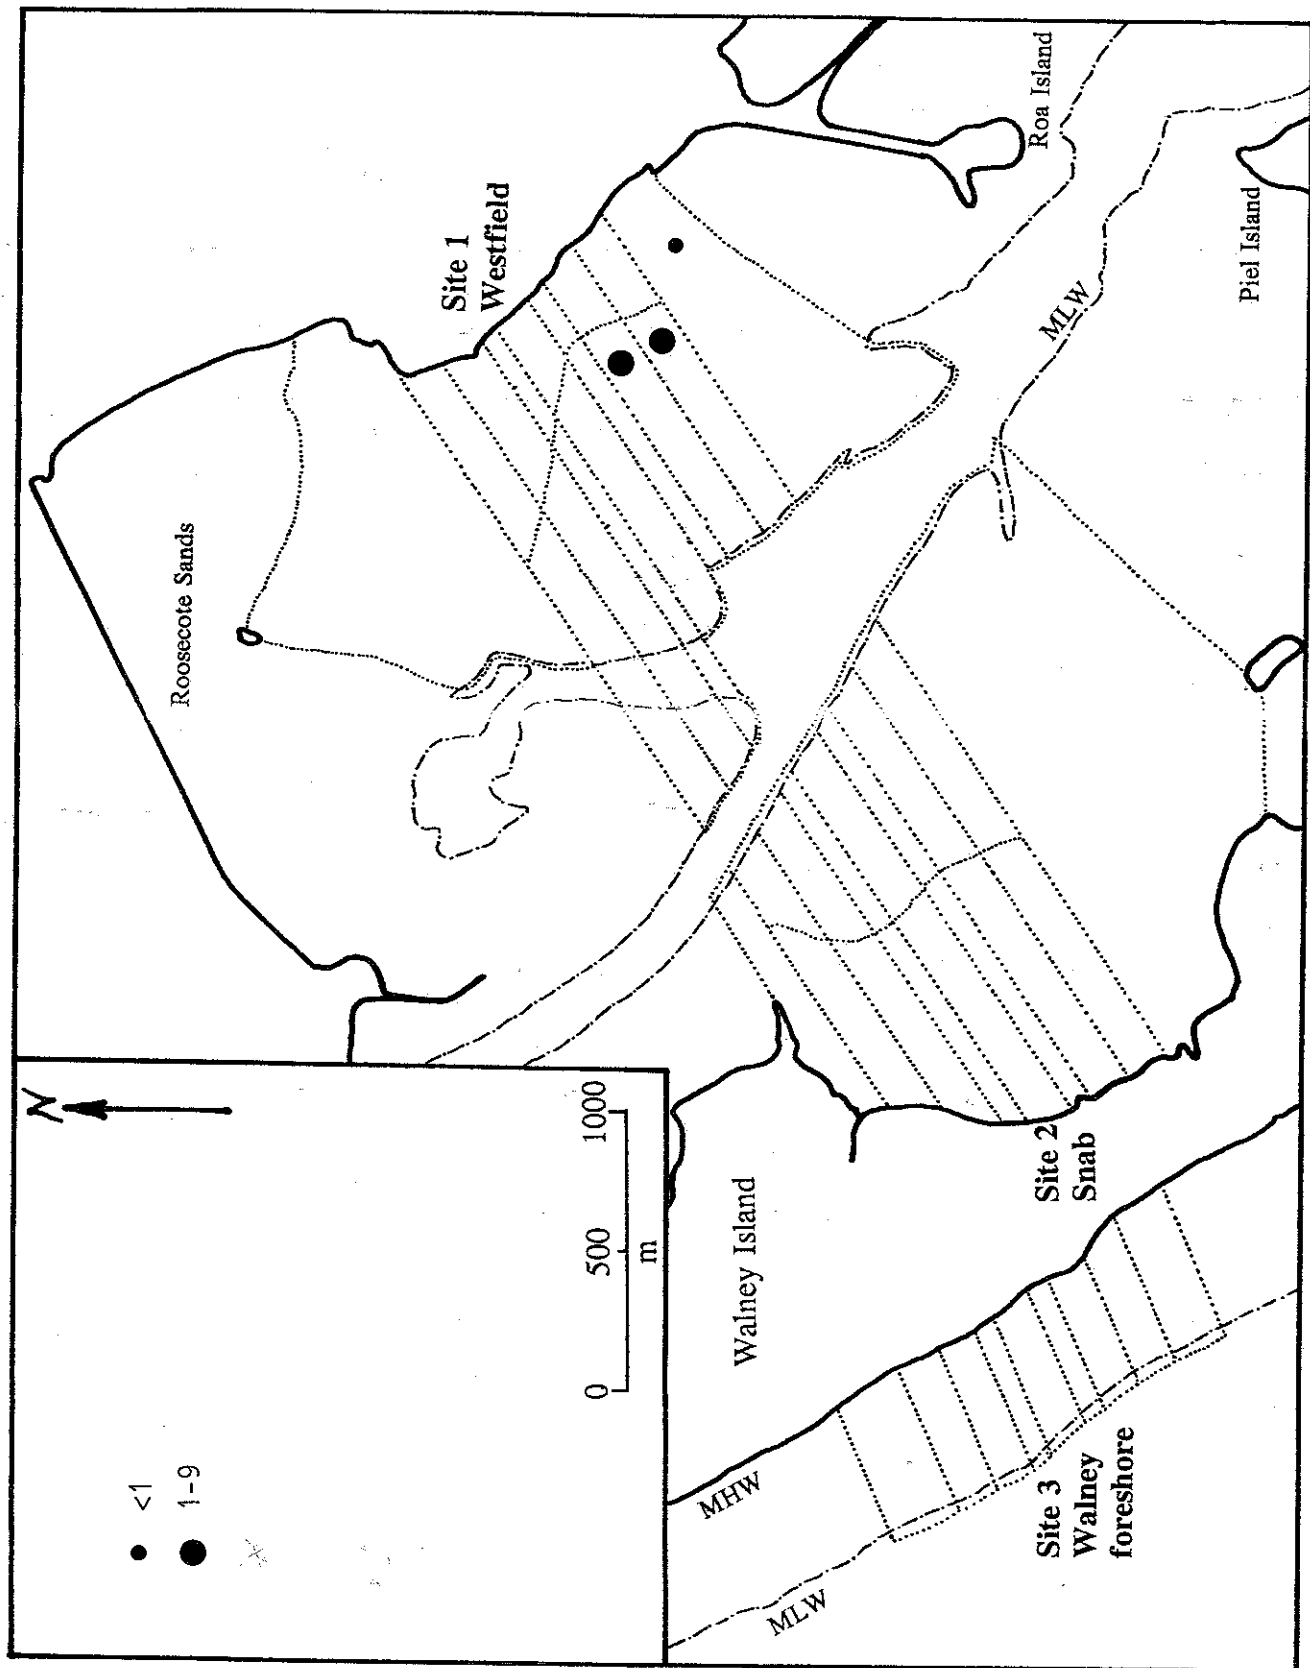 N
<1
1-9
0 500 1000
m
Roosecote Sands
Site 1
Westfield
Roa Island
Piel Island
MLW
Walney Island
Site 2
Snab
MHW
MLW
Site 3
Walney
foreshore